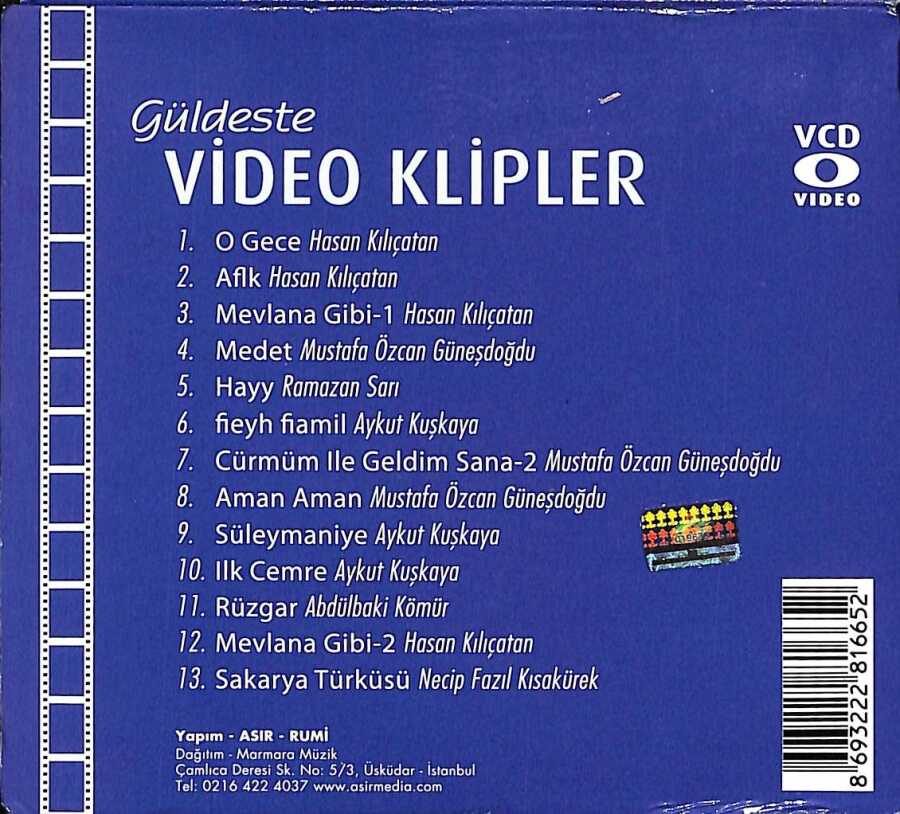 Güldeste
VİDEO KLİPLER
VCD
VIDEO
1. O Gece Hasan Kılıçatan
2. Aflk Hasan Kılıçatan
3. Mevlana Gibi-1 Hasan Kılıçatan
4. Medet Mustafa Özcan Güneşdoğdu
5. Hayy Ramazan Sarı
6. fieyh fiamil Aykut Kuşkaya
7. Cürmüm Ile Geldim Sana-2 Mustafa Özcan Güneşdoğdu
8. Aman Aman Mustafa Özcan Güneşdoğdu
9. Süleymaniye Aykut Kuşkaya
10. Ilk Cemre Aykut Kuşkaya
11. Rüzgar Abdülbaki Kömür
12. Mevlana Gibi-2 Hasan Kılıçatan
13. Sakarya Türküsü Necip Fazıl Kısakürek
Yapım - ASIR - RUMİ
Dağıtım - Marmara Müzik
Çamlıca Deresi Sk. No: 5/3, Üsküdar - İstanbul
Tel: 0216 422 4037 www.asirmedia.com
8 693222 816652